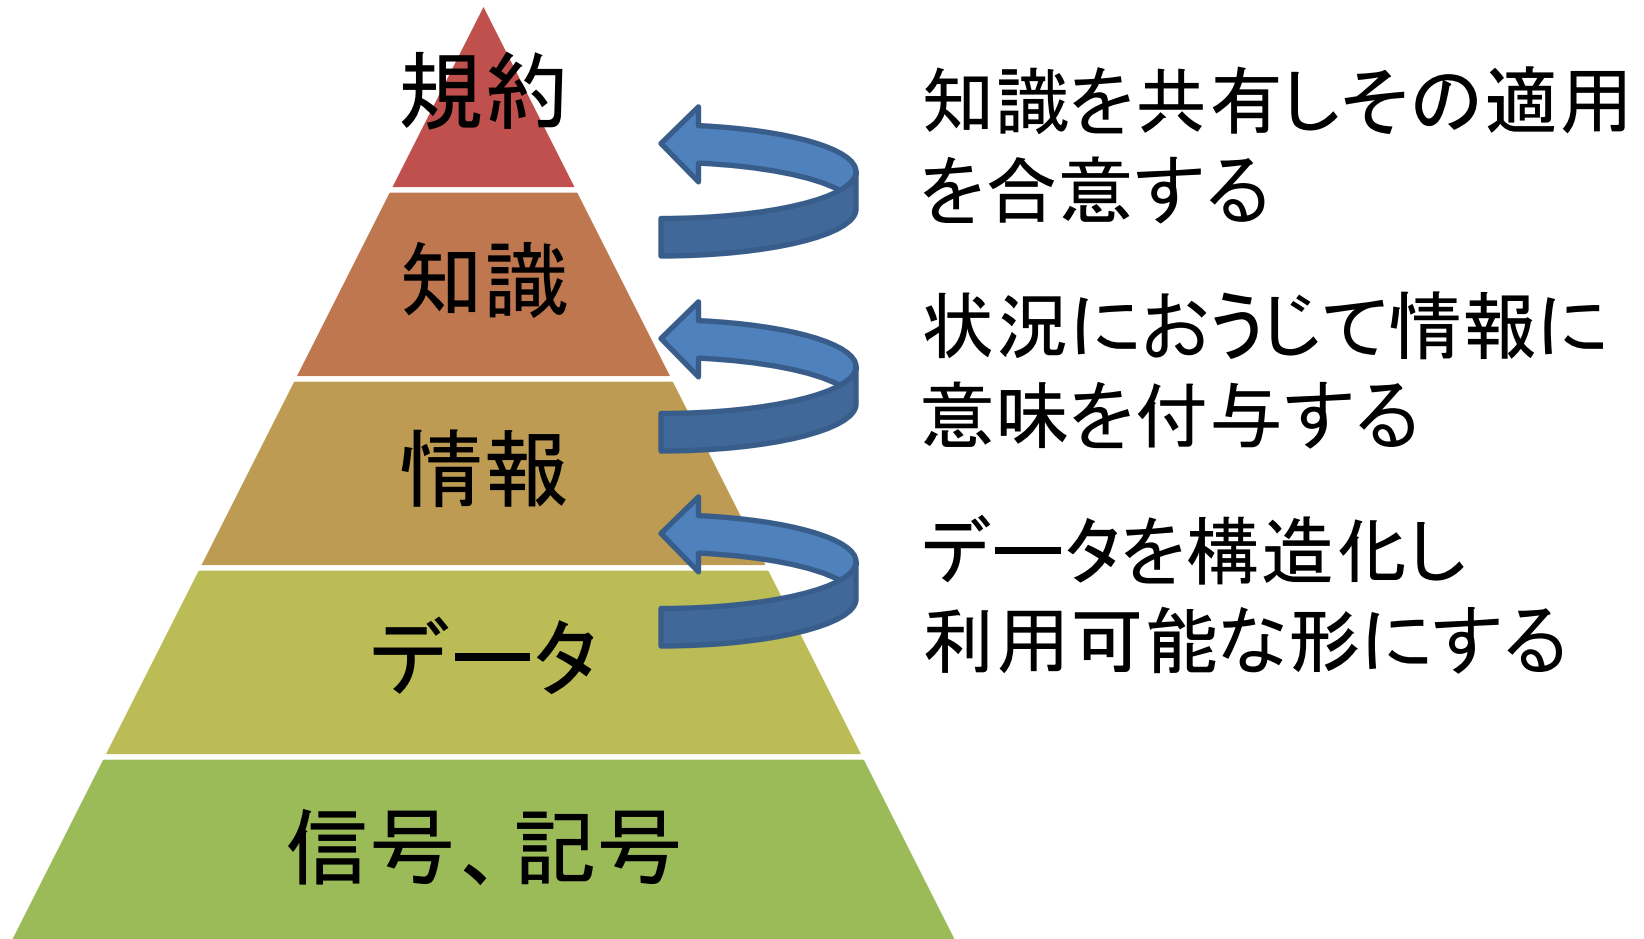 規約
知識
情報
データ
信号、記号
知識を共有しその適用
を合意する
状況におうじて情報に
意味を付与する
データを構造化し
利用可能な形にする